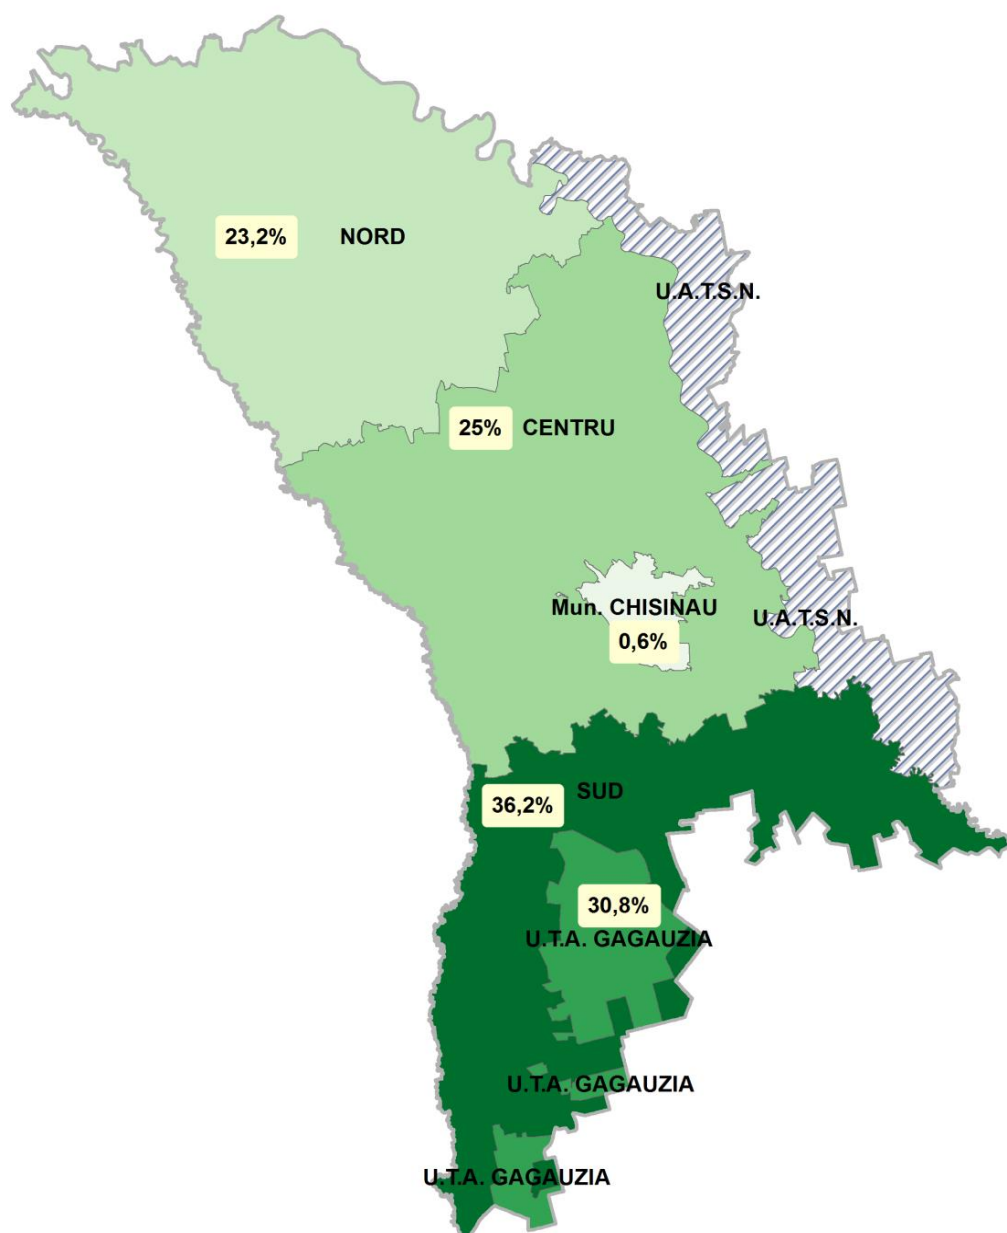 23,2% NORD
U.A.T.S.N.
25% CENTRU
Mun. CHISINAU
0,6%
U.A.T.S.N.
SUD
36,2%
30,8%
U.T.A. GAGAUZIA
U.T.A. GAGAUZIA
U.T.A. GAGAUZIA